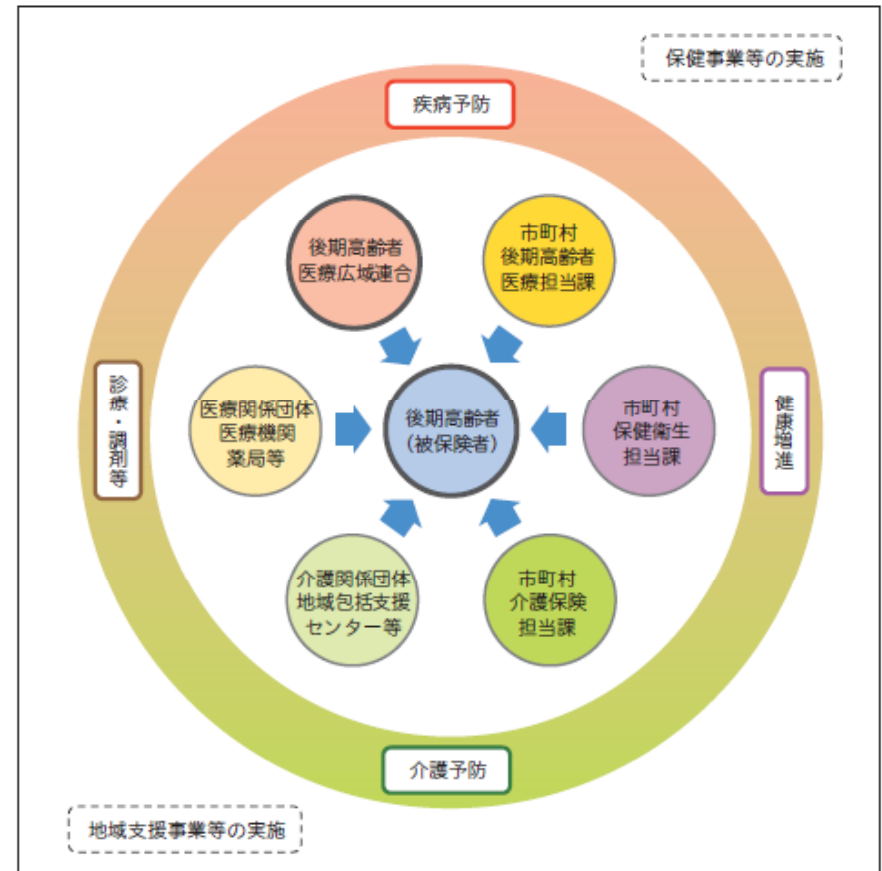 保健事業等の実施
疾病予防
後期高齢者
医療広域連合
市町村
後期高齢者
医療担当課
診療・調剤等
医療関係団体
医療機関
薬局等
後期高齢者
（被保険者）
市町村
保健衛生
担当課
健康増進
介護関係団体
地域包括支援
センター等
市町村
介護保険
担当課
介護予防
地域支援事業等の実施